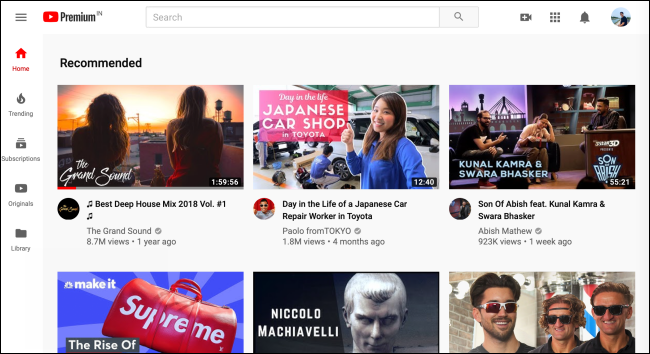 Premium IN
Search
Home
Trending
Subscriptions
Originals
Library
Recommended
The
Grand Sound
1:59:56
Day in the life
JAPANESE
CAR SHOP
in TOYOTA
12:40
STAGE3D
PRESENTS
SON
OF
ABISH
KUNAL KAMRA &
SWARA BHASKER
55:21
♫ Best Deep House Mix 2018 Vol. #1
♫
The Grand Sound
8.7M views • 1 year ago
Day in the Life of a Japanese Car
Repair Worker in Toyota
Paolo fromTOKYO
1.8M views • 4 months ago
Son Of Abish feat. Kunal Kamra &
Swara Bhasker
Abish Mathew
923K views • 1 week ago
make it
Supreme
The Rise Of
NICCOLO
MACHIAVELLI